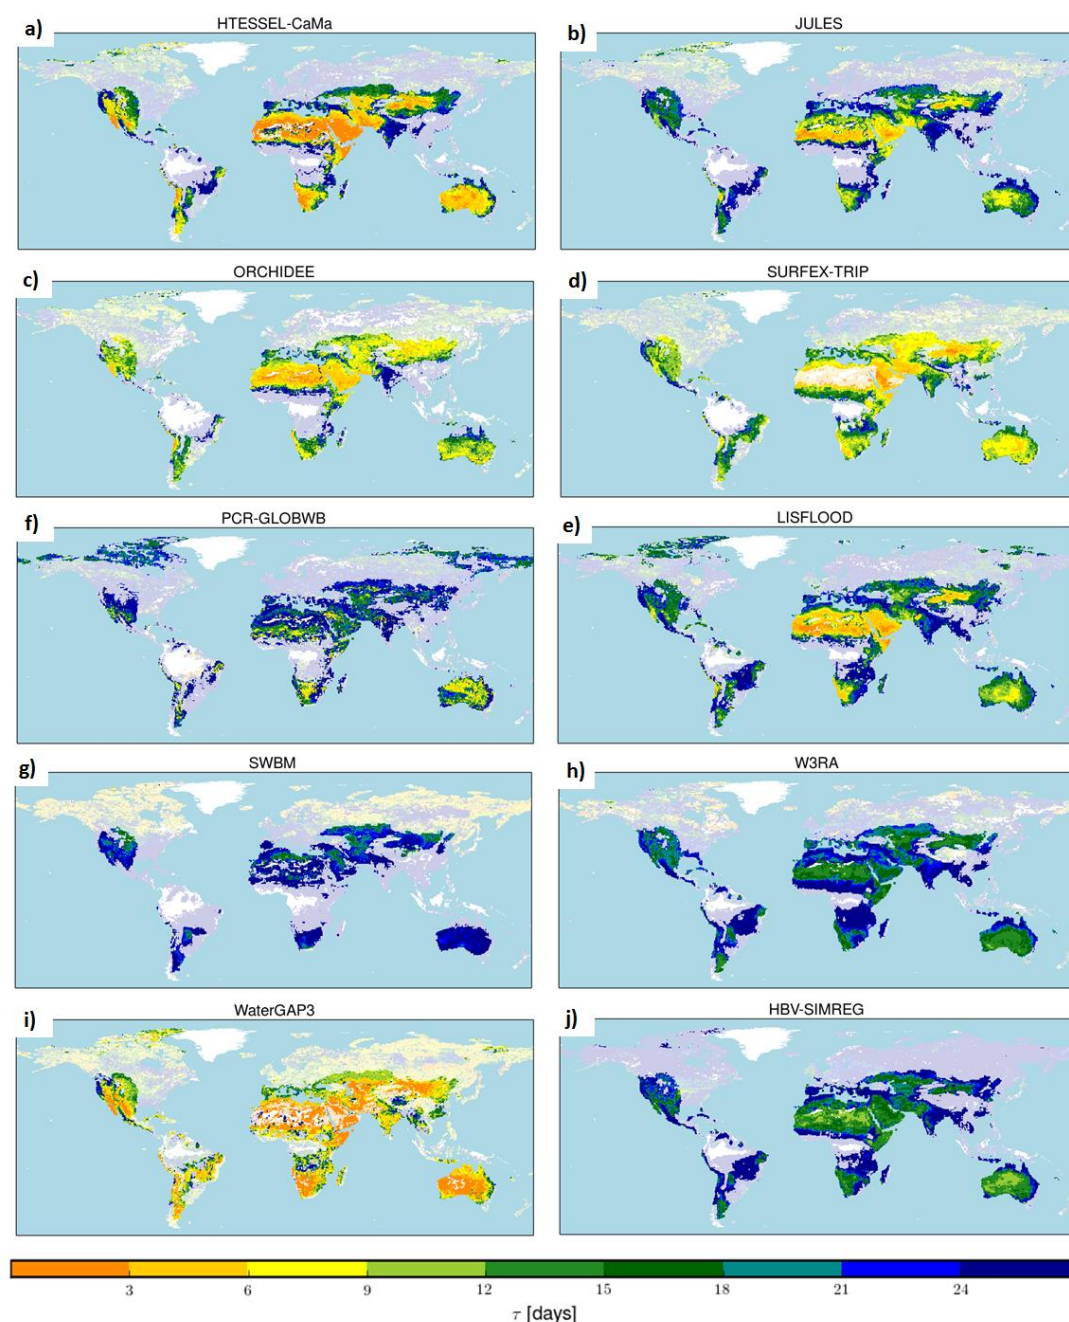 a)
HTESSEL-CaMa
b)
JULES
c)
ORCHIDEE
d)
SURFEX-TRIP
f)
PCR-GLOBWB
e)
LISFLOOD
g)
SWBM
h)
W3RA
i)
WaterGAP3
j)
HBV-SIMREG
3 6 9 12 15 18 21 24
τ [days]